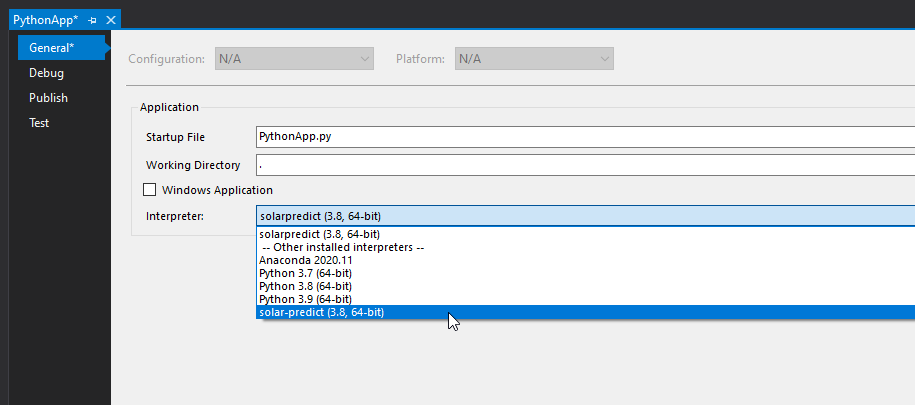 PythonApp*
General*
Debug
Publish
Test
Configuration: N/A Platform: N/A
Application
Startup File PythonApp.py
Working Directory .
Windows Application
Interpreter: solarpredict (3.8, 64-bit)
solarpredict (3.8, 64-bit)
-- Other installed interpreters --
Anaconda 2020.11
Python 3.7 (64-bit)
Python 3.8 (64-bit)
Python 3.9 (64-bit)
solar-predict (3.8, 64-bit)